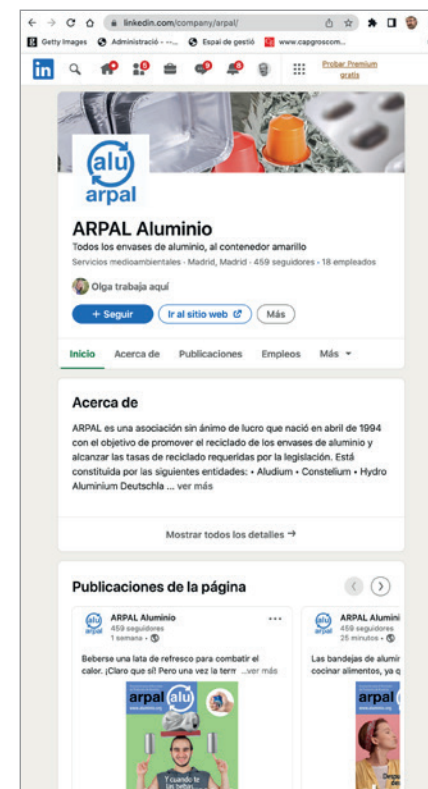 linkedin.com/company/arpal/
Getty Images Administració - --... Espai de gestió www.capgroscom...
in
Probar Premium
gratis
alu
arpal
ARPAL Aluminio
Todos los envases de aluminio, al contenedor amarillo
Servicios medioambientales · Madrid, Madrid · 459 seguidores · 18 empleados
Olga trabaja aquí
+ Seguir Ir al sitio web Más
Inicio Acerca de Publicaciones Empleos Más
Acerca de
ARPAL es una asociación sin ánimo de lucro que nació en abril de 1994
con el objetivo de promover el reciclado de los envases de aluminio y
alcanzar las tasas de reciclado requeridas por la legislación. Está
constituida por las siguientes entidades: • Aludium • Constelium • Hydro
Aluminium Deutschla ... ver más
Mostrar todos los detalles →
Publicaciones de la página
ARPAL Aluminio
459 seguidores
1 semana •
Beberse una lata de refresco para combatir el
calor. ¡Claro que sí! Pero una vez la terr ...ver más
arpal alu
Y cuando te
las bebas
ARPAL Alumini
459 seguidores
25 minutos •
Las bandejas de alumir
cocinar alimentos, ya q
arpal